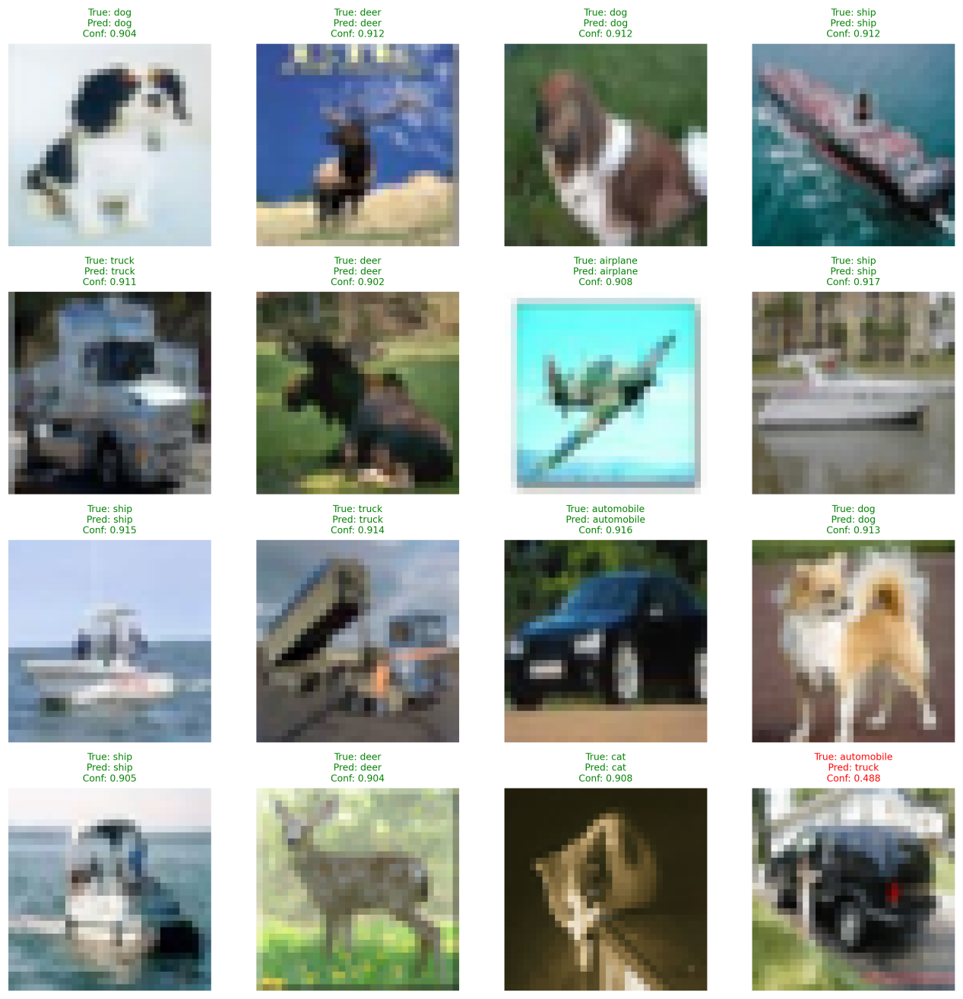 True: dog
Pred: dog
Conf: 0.904
True: deer
Pred: deer
Conf: 0.912
True: dog
Pred: dog
Conf: 0.912
True: ship
Pred: ship
Conf: 0.912
True: truck
Pred: truck
Conf: 0.911
True: deer
Pred: deer
Conf: 0.902
True: airplane
Pred: airplane
Conf: 0.908
True: ship
Pred: ship
Conf: 0.917
True: ship
Pred: ship
Conf: 0.915
True: truck
Pred: truck
Conf: 0.914
True: automobile
Pred: automobile
Conf: 0.916
True: dog
Pred: dog
Conf: 0.913
True: ship
Pred: ship
Conf: 0.905
True: deer
Pred: deer
Conf: 0.904
True: cat
Pred: cat
Conf: 0.908
True: automobile
Pred: truck
Conf: 0.488